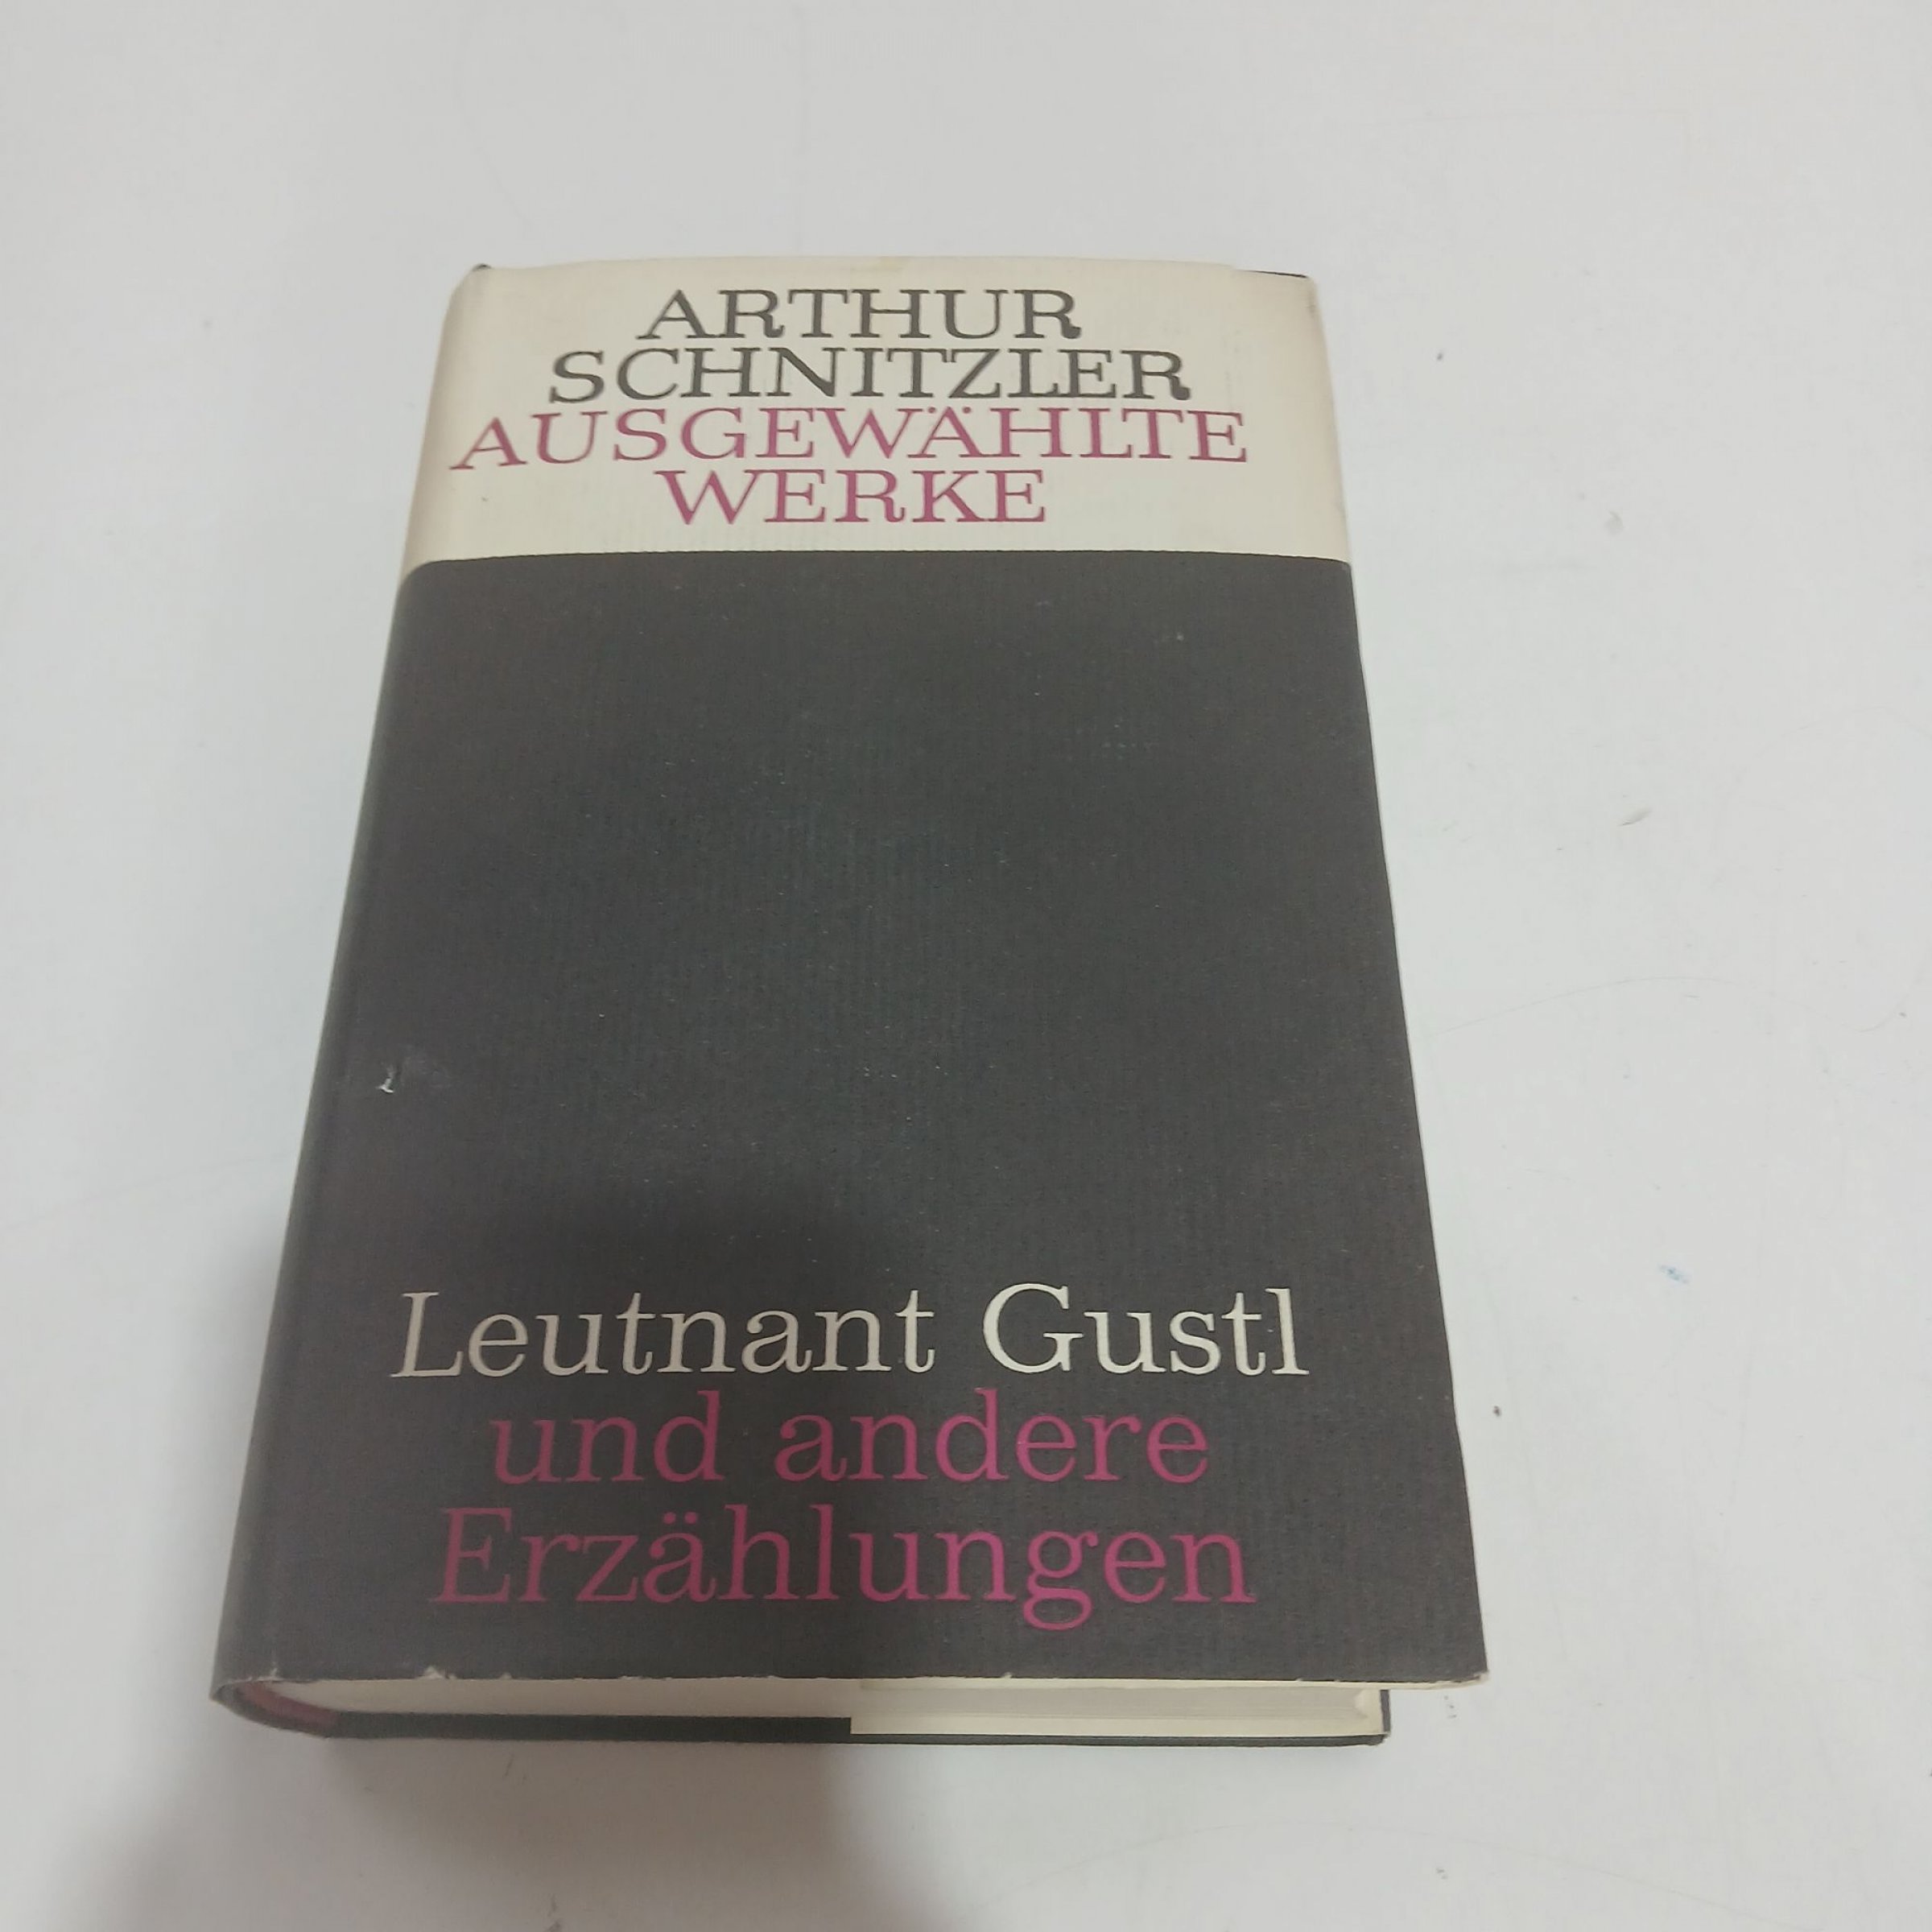 ARTHUR
SCHNITZLER
AUSGEWÄHLTE
WERKE
Leutnant Gustl
und andere
Erzählungen